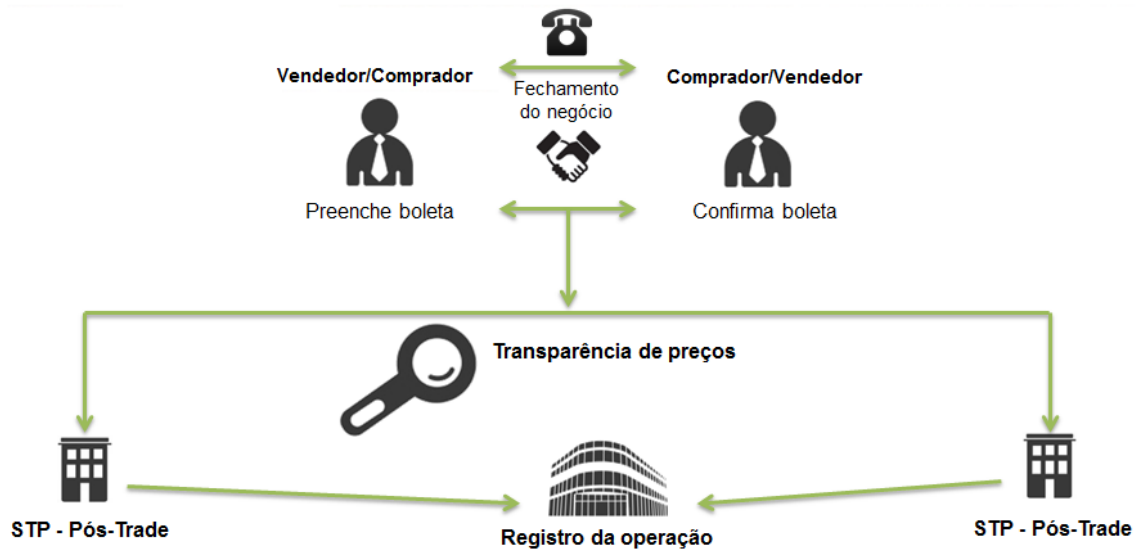 Vendedor/Comprador
Comprador/Vendedor
Fechamento
do negócio
Preenche boleta
Confirma boleta
Transparência de preços
STP - Pós-Trade
Registro da operação
STP - Pós-Trade